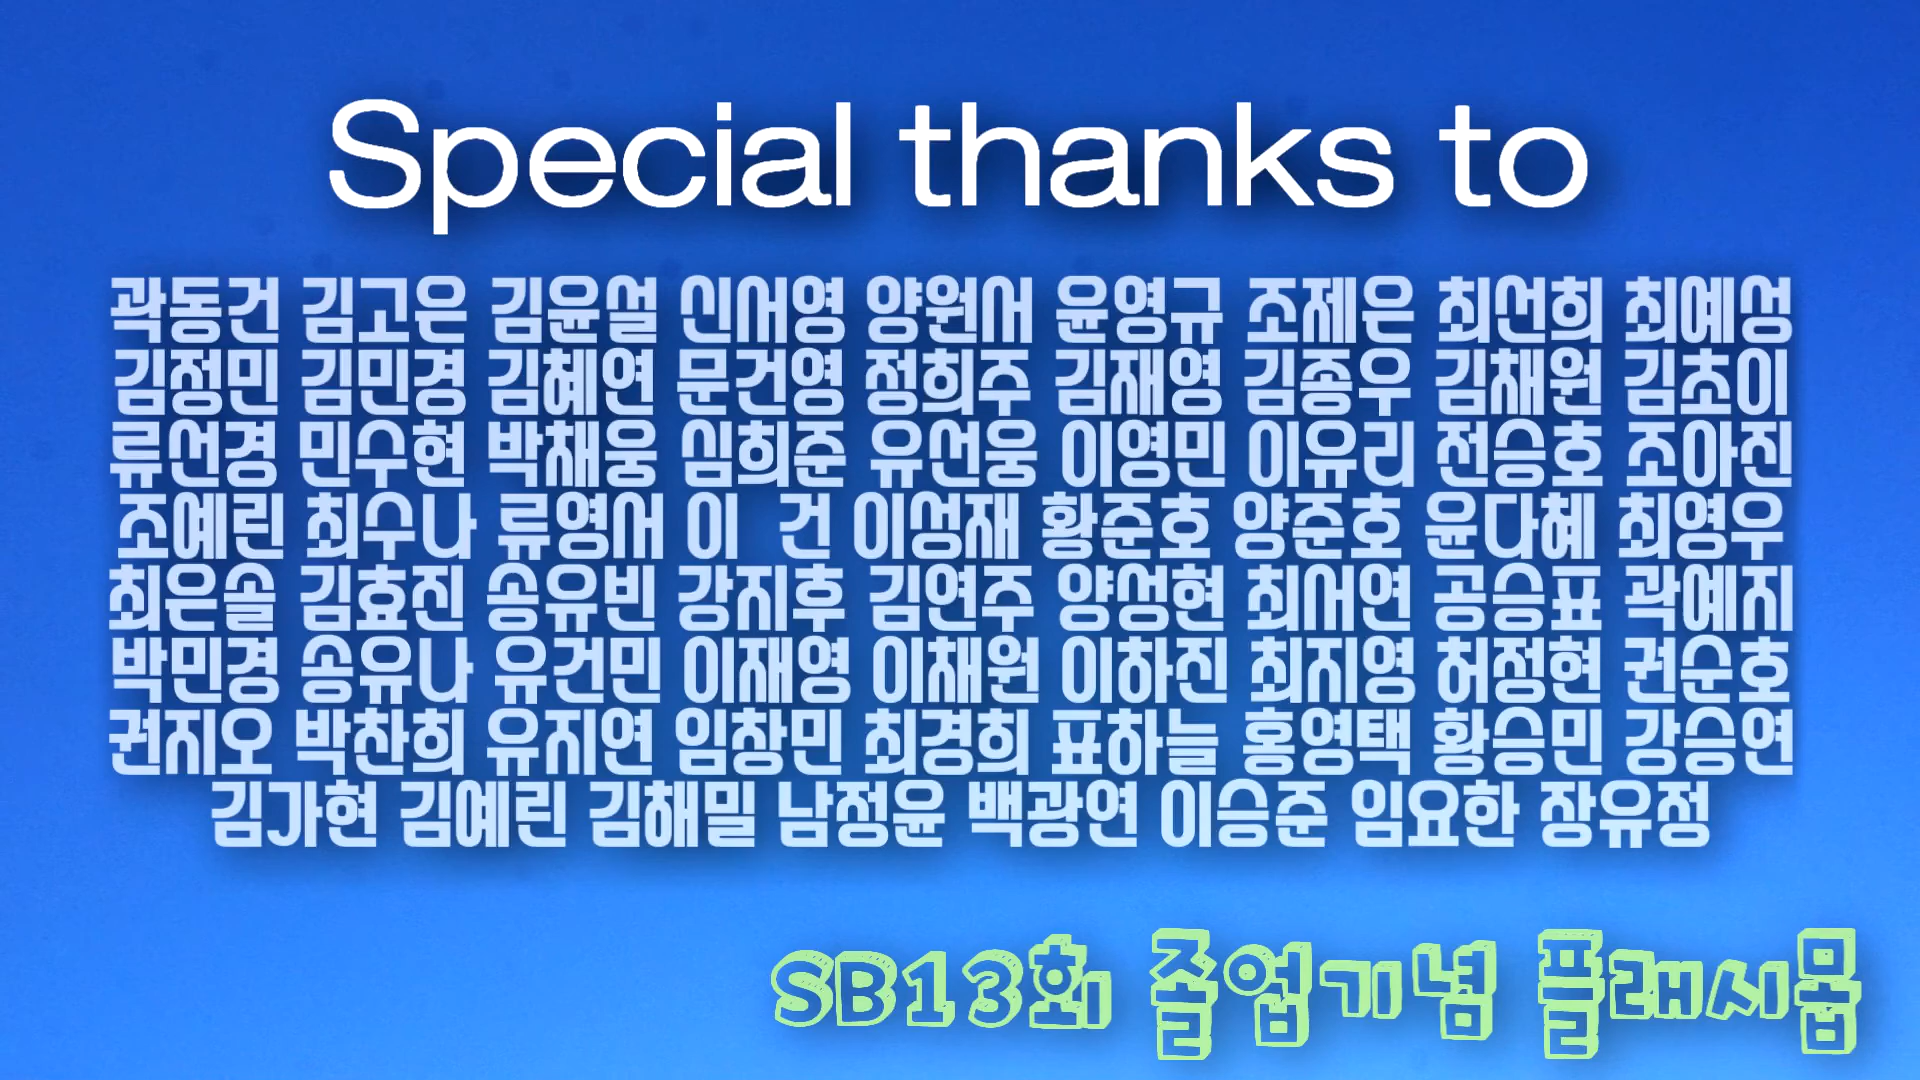 Special thanks to
곽동건 김고은 김윤설 신서영 양원서 윤영규 조제은 최선희 최예성
김정민 김민경 김혜연 문건영 정희주 김재영 김종우 김채원 김초이
류선경 민수현 박채웅 심희준 유선웅 이영민 이유리 전승호 조아진
조예린 최수나 류영서 이 건 이성재 황준호 양준호 윤다혜 최영우
최은솔 김효진 송유빈 강지후 김연주 양성현 최서연 공승표 곽예지
박민경 송유나 유건민 이재영 이채원 이하진 최지영 허정현 권순호
권지오 박찬희 유지연 임창민 최경희 표하늘 홍영택 황승민 강승연
김가현 김예린 김해밀 남정윤 백광연 이승준 임요한 장유정
SB13회 졸업기념 플래시몹